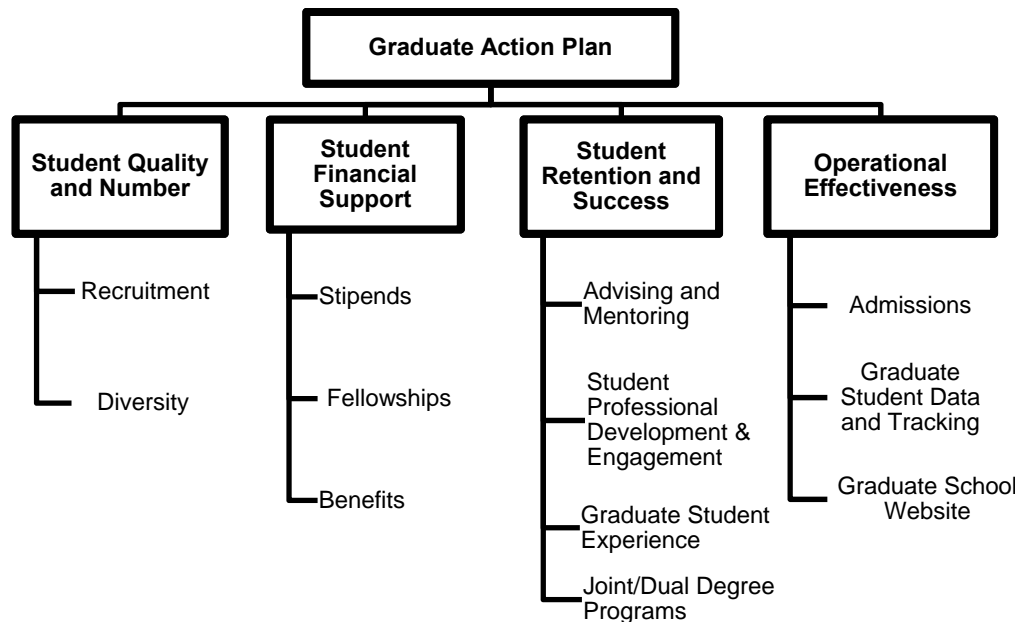 Graduate Action Plan
Student Quality
and Number
Recruitment
Diversity
Student
Financial
Support
Stipends
Fellowships
Benefits
Student
Retention and
Success
Advising and
Mentoring
Student
Professional
Development &
Engagement
Graduate Student
Experience
Joint/Dual Degree
Programs
Operational
Effectiveness
Admissions
Graduate
Student Data
and Tracking
Graduate School
Website